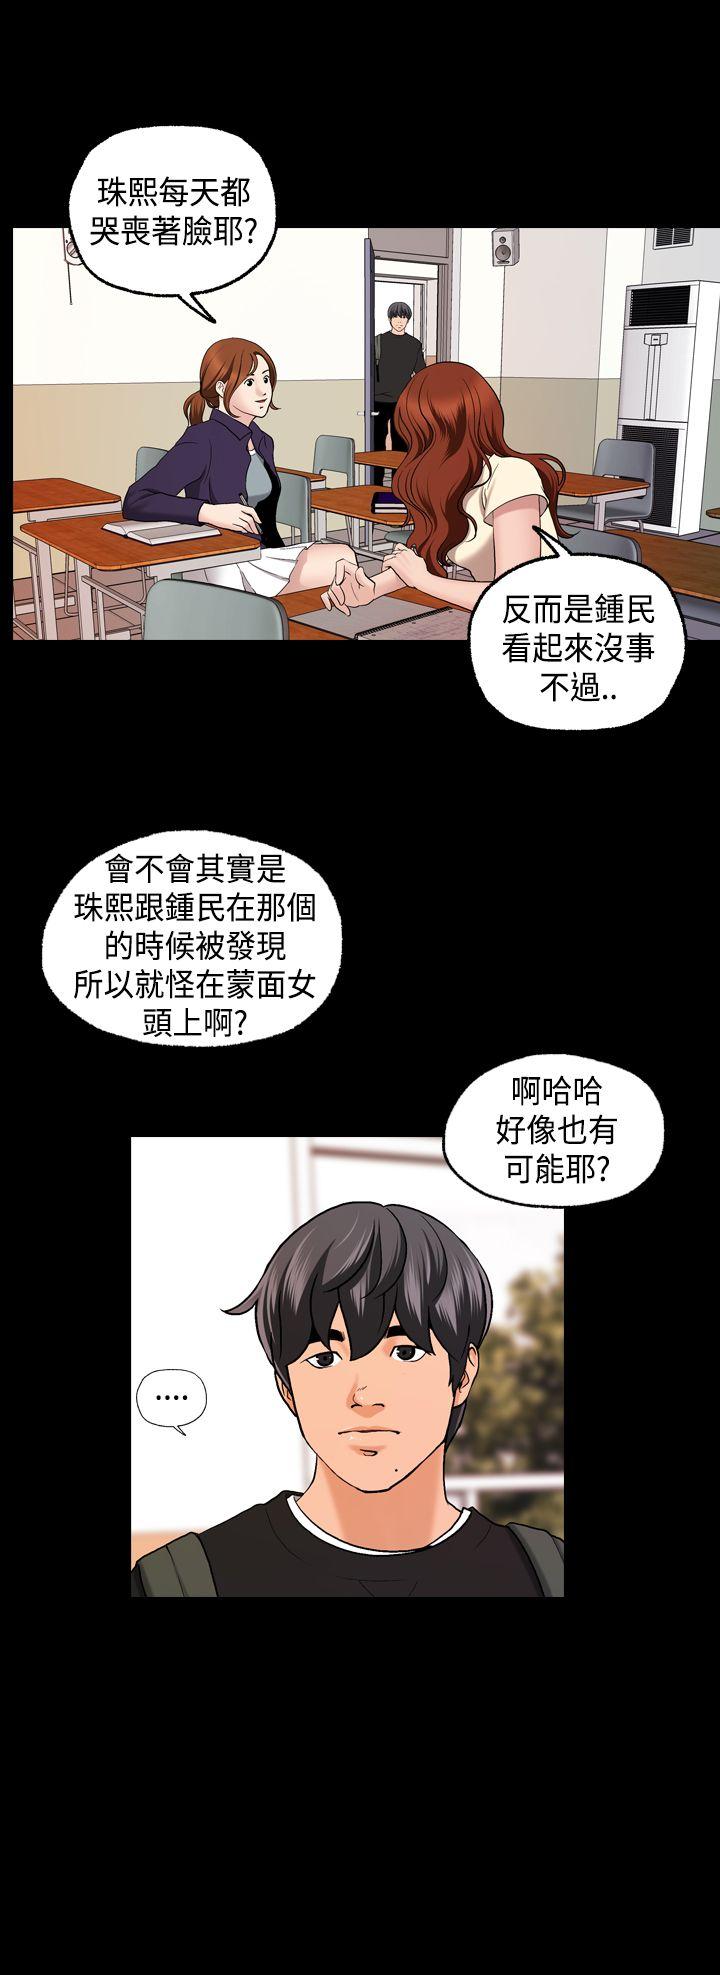 珠熙每天都
哭喪著臉耶?
反而是鍾民
看起來沒事
不過..
會不會其實是
珠熙跟鍾民在那個
的時候被發現
所以就怪在蒙面女
頭上啊?
啊哈哈
好像也有
可能耶?
....